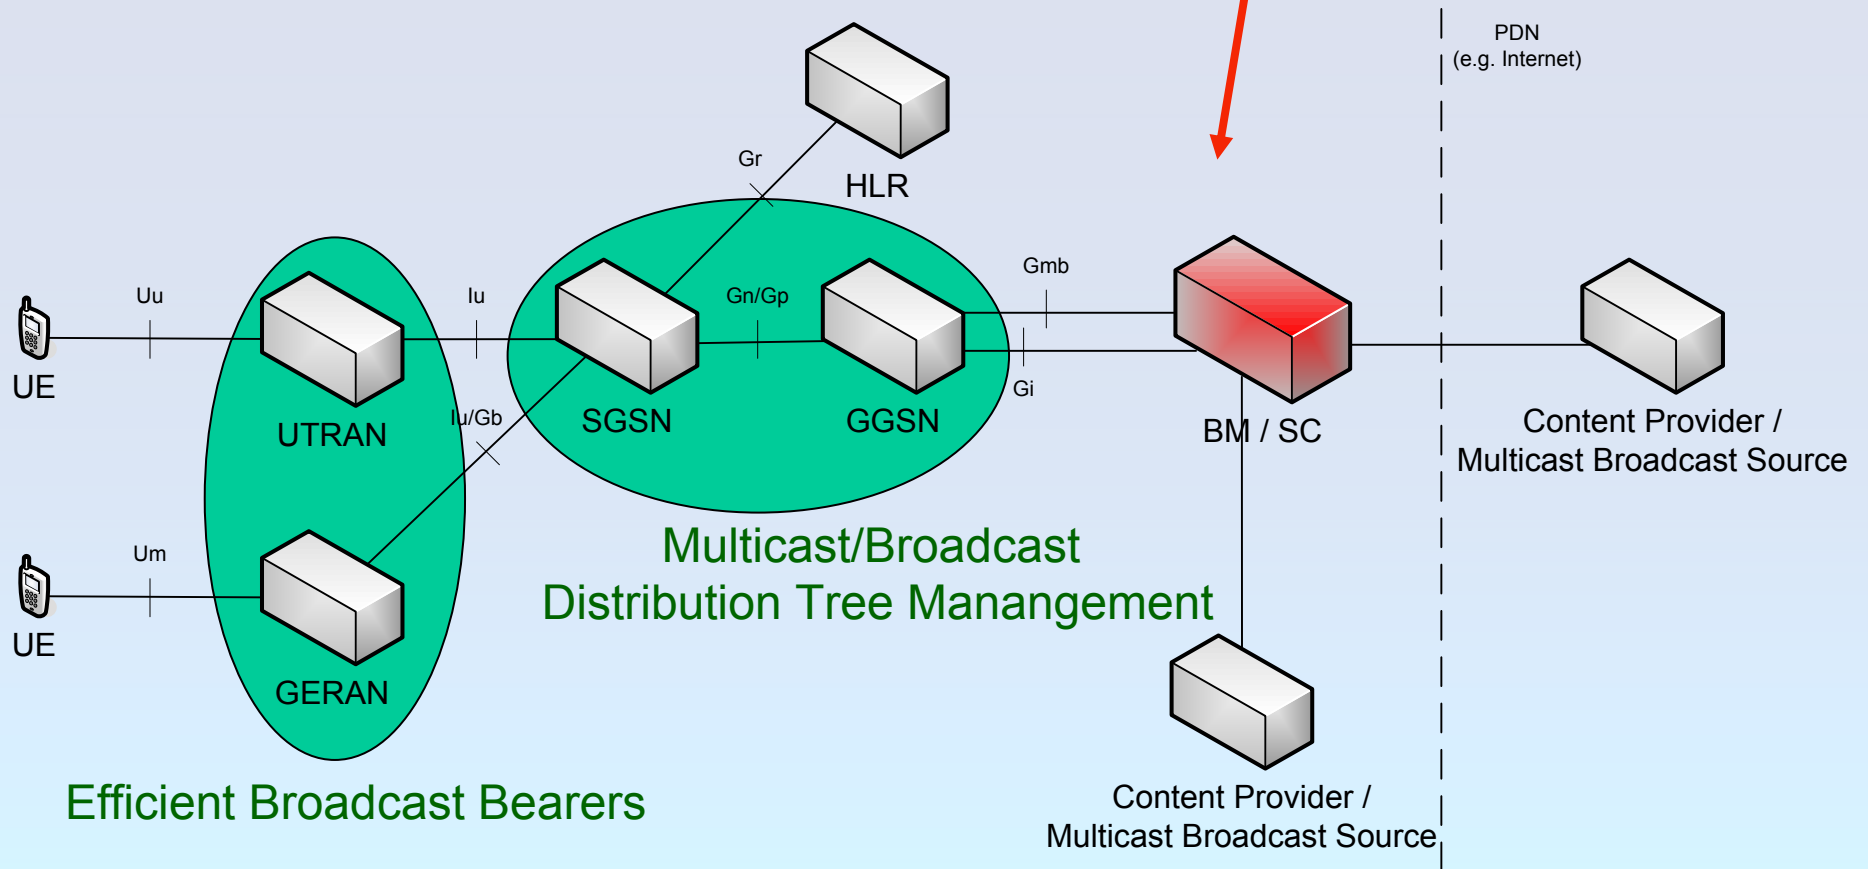 PDN
(e.g. Internet)
Gr
HLR
Uu
Iu
Gn/Gp
Gmb
Gi
UE
UTRAN
Iu/Gb
SGSN
GGSN
BM / SC
Content Provider /
Multicast Broadcast Source
Um
UE
GERAN
Multicast/Broadcast
Distribution Tree Manangement
Efficient Broadcast Bearers
Content Provider /
Multicast Broadcast Source